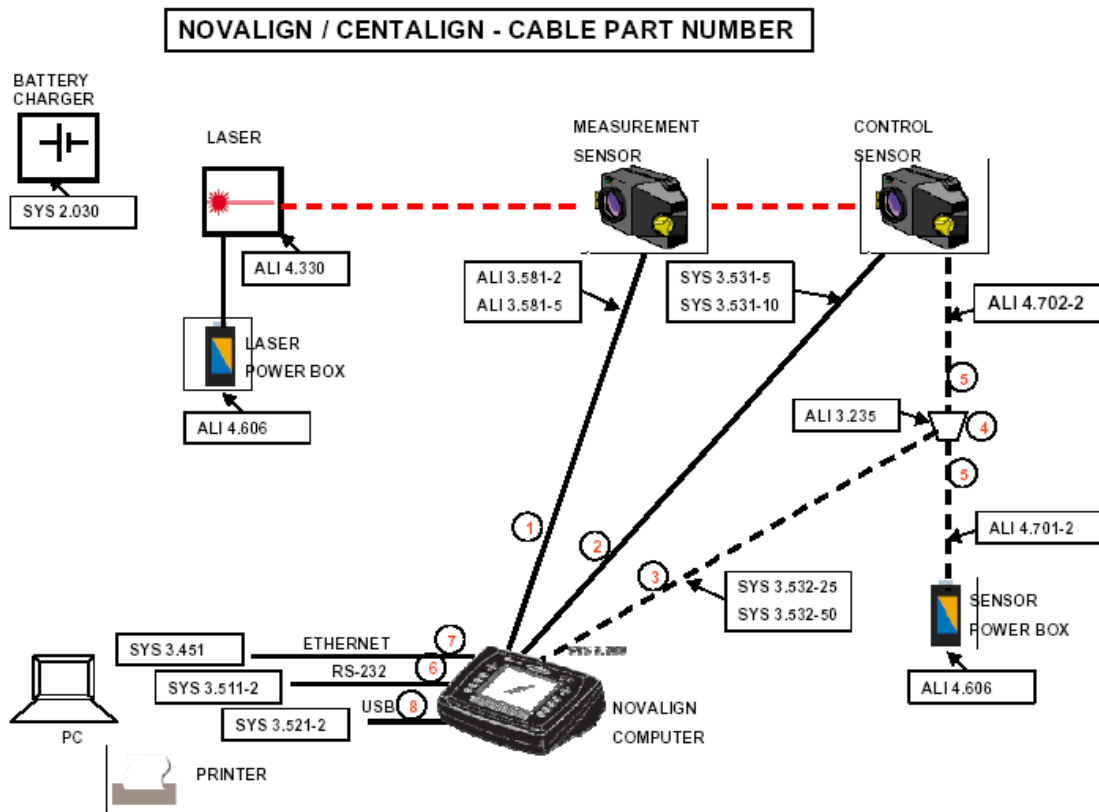 NOVALIGN / CENTALIGN - CABLE PART NUMBER
BATTERY
CHARGER
SYS 2.030
LASER
ALI 4.330
MEASUREMENT
SENSOR
CONTROL
SENSOR
ALI 3.581-2
ALI 3.581-5
SYS 3.531-5
SYS 3.531-10
ALI 4.702-2
LASER
POWER BOX
ALI 4.606
5
ALI 3.235
4
5
1
2
3
ALI 4.701-2
SYS 3.532-25
SYS 3.532-50
SENSOR
POWER BOX
ALI 4.606
SYS 3.451
ETHERNET
7
SYS 3.511-2
RS-232
6
SYS 3.521-2
USB
8
NOVALIGN
COMPUTER
PC
PRINTER